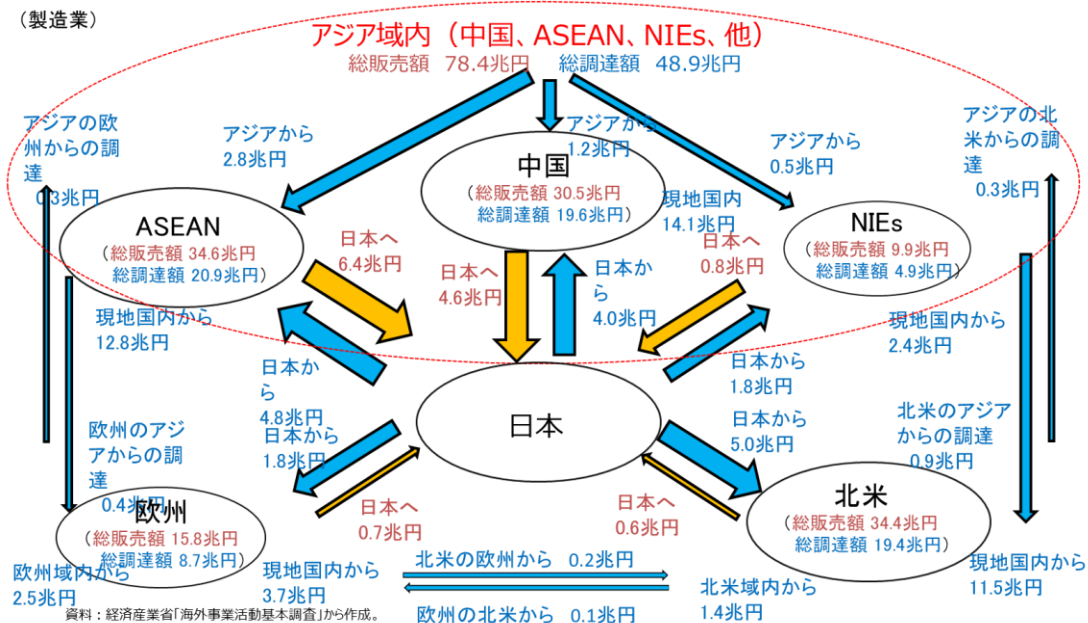 (製造業)
アジア域内（中国、ASEAN、NIEs、他）
総販売額 78.4兆円 総調達額 48.9兆円
アジアの欧
州からの調
達
0.3兆円
アジアから
2.8兆円
アジアから
1.2兆円
アジアから
0.5兆円
アジアの北
米からの調
達
0.3兆円
中国
(総販売額 30.5兆円
総調達額 19.6兆円)
現地国内
14.1兆円
ASEAN
(総販売額 34.6兆円
総調達額 20.9兆円)
NIEs
(総販売額 9.9兆円
総調達額 4.9兆円)
日本へ
6.4兆円
日本へ
4.6兆円
日本か
ら
4.0兆円
日本へ
0.8兆円
現地国内から
12.8兆円
現地国内から
2.4兆円
日本か
ら
4.8兆円
日本から
1.8兆円
日本
日本から
1.8兆円
日本から
5.0兆円
欧州のアジ
アからの調
達
0.4兆円
北米のアジア
からの調達
0.9兆円
欧州
(総販売額 15.8兆円
総調達額 8.7兆円)
日本へ
0.7兆円
日本へ
0.6兆円
北米
(総販売額 34.4兆円
総調達額 19.4兆円)
欧州域内から
2.5兆円
現地国内から
3.7兆円
北米の欧州から 0.2兆円
欧州の北米から 0.1兆円
北米域内から
1.4兆円
現地国内から
11.5兆円
資料：経済産業省「海外事業活動基本調査」から作成。